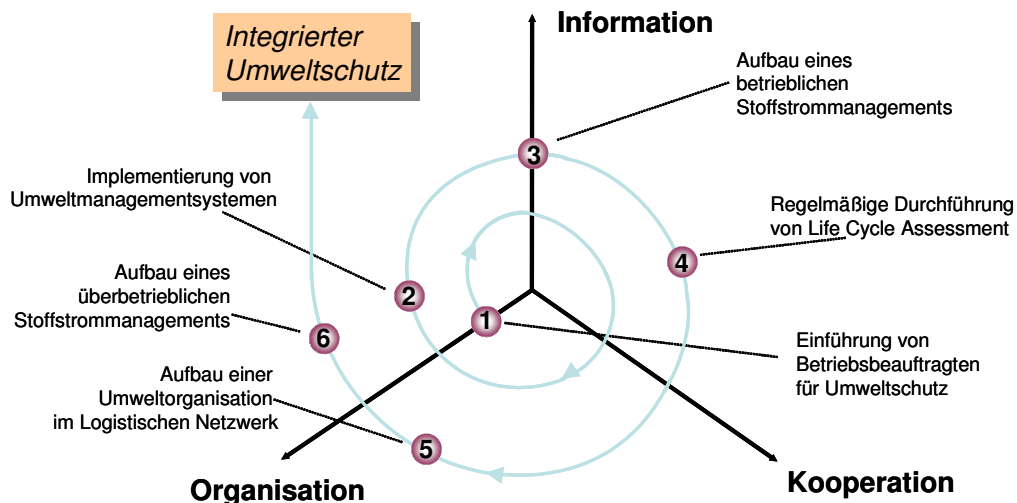 Integrierter
Umweltschutz
Information
Aufbau eines
betrieblichen
Stoffstrommanagements
3
Implementierung von
Umweltmanagementsystemen
Regelmäßige Durchführung
von Life Cycle Assessment
4
2
Aufbau eines
überbetrieblichen
Stoffstrommanagements
1
6
Einführung von
Betriebsbeauftragten
für Umweltschutz
Aufbau einer
Umweltorganisation
im Logistischen Netzwerk
5
Organisation
Kooperation